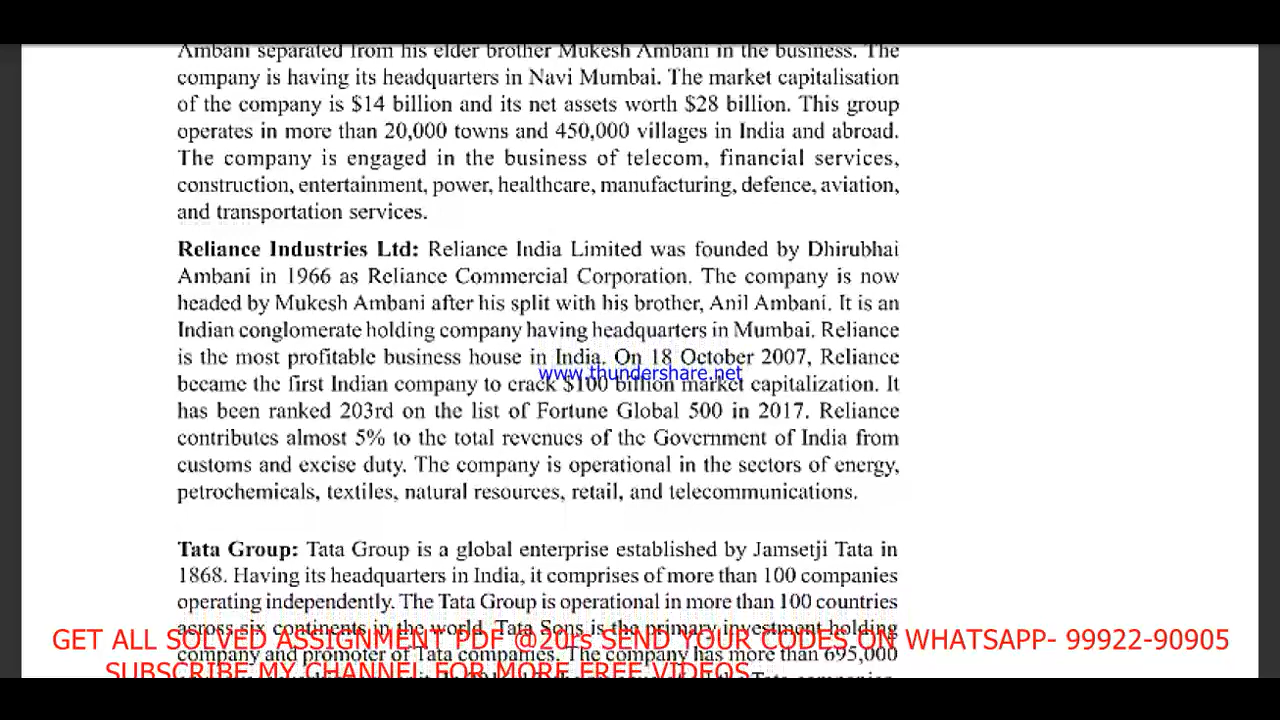 Ambani separated from his elder brother Mukesh Ambani in the business. The
company is having its headquarters in Navi Mumbai. The market capitalisation
of the company is $14 billion and its net assets worth $28 billion. This group
operates in more than 20,000 towns and 450,000 villages in India and abroad.
The company is engaged in the business of telecom, financial services,
construction, entertainment, power, healthcare, manufacturing, defence, aviation,
and transportation services.
Reliance Industries Ltd: Reliance India Limited was founded by Dhirubhai
Ambani in 1966 as Reliance Commercial Corporation. The company is now
headed by Mukesh Ambani after his split with his brother, Anil Ambani. It is an
Indian conglomerate holding company having headquarters in Mumbai. Reliance
is the most profitable business house in India. On 18 October 2007, Reliance
www.thundershare.net
became the first Indian company to crack $100 billion market capitalization. It
has been ranked 203rd on the list of Fortune Global 500 in 2017. Reliance
contributes almost 5% to the total revenues of the Government of India from
customs and excise duty. The company is operational in the sectors of energy,
petrochemicals, textiles, natural resources, retail, and telecommunications.
Tata Group: Tata Group is a global enterprise established by Jamsetji Tata in
1868. Having its headquarters in India, it comprises of more than 100 companies
operating independently. The Tata Group is operational in more than 100 countries
across six continents in the world. Tata Sons is the primary investment holding
GET ALL SOLVED ASSIGNMENT PDF @20rs SEND YOUR CODES ON WHATSAPP- 99922-90905
company and promoter of Tata companies. The company has more than 695,000
SUBSCRIBE MY CHANNEL FOR MORE FREE VIDEOS